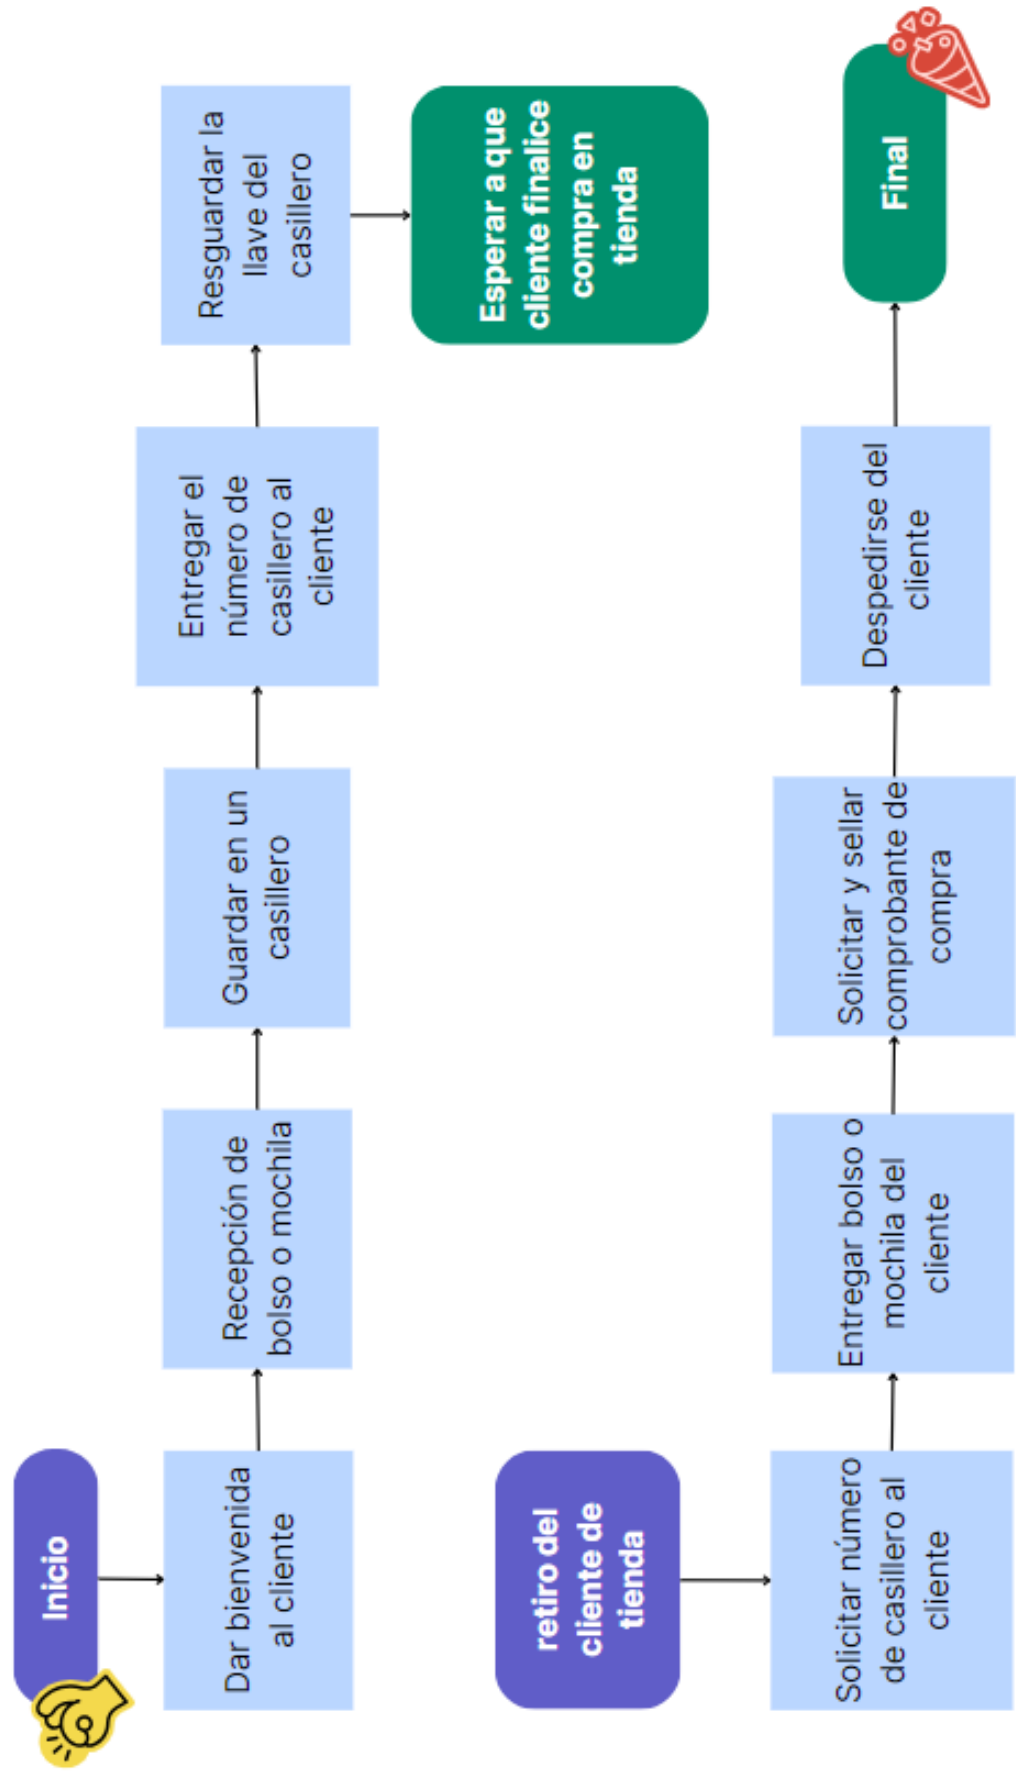 Inicio
Dar bienvenida
al cliente
Recepción de
bolso o mochila
Guardar en un
casillero
Entregar el
número de
casillero al
cliente
Resguardar la
llave del
casillero
Esperar a que
cliente finalice
compra en
tienda
retiro del
cliente de
tienda
Solicitar número
de casillero al
cliente
Entregar bolso o
mochila del
cliente
Solicitar y sellar
comprobante de
compra
Despedirse del
cliente
Final